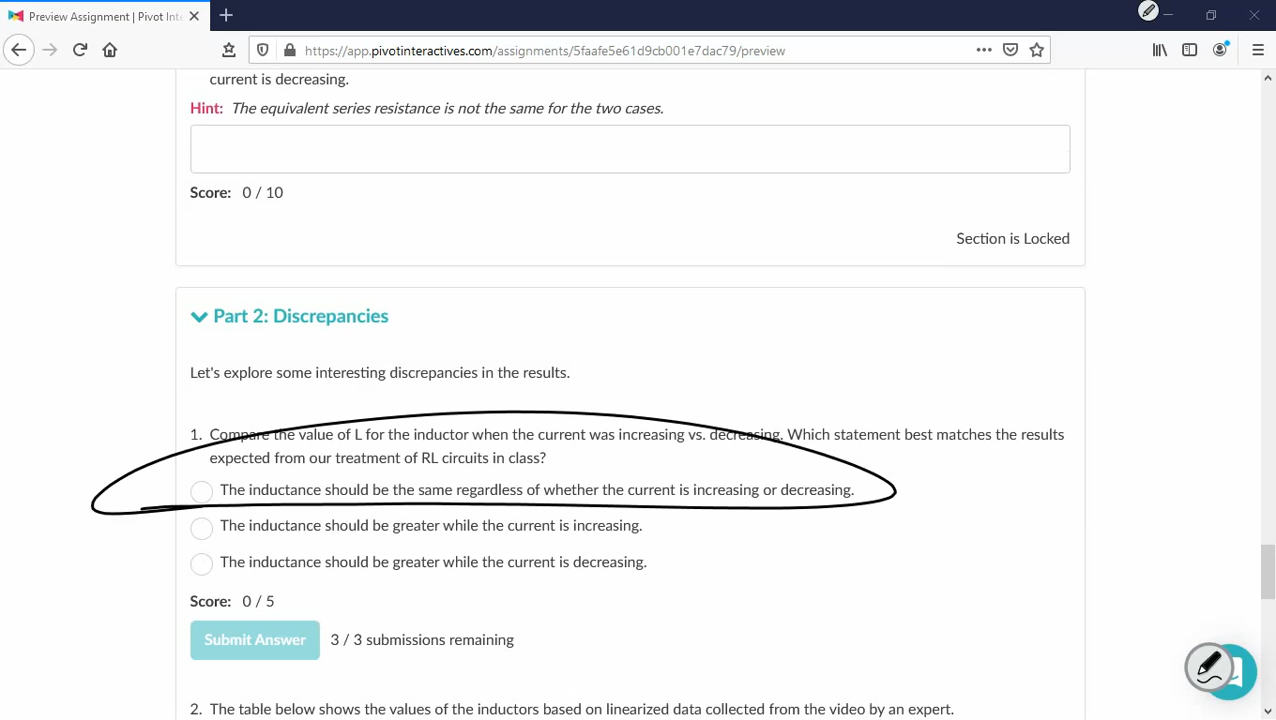 Preview Assignment | Pivot Inte
https://app.pivotinteractives.com/assignments/5faafe5e61d9cb001e7dac79/preview
current is decreasing.
Hint: The equivalent series resistance is not the same for the two cases.
Score: 0 / 10
Section is Locked
Part 2: Discrepancies
Let's explore some interesting discrepancies in the results.
1. Compare the value of L for the inductor when the current was increasing vs. decreasing. Which statement best matches the results
expected from our treatment of RL circuits in class?
The inductance should be the same regardless of whether the current is increasing or decreasing.
The inductance should be greater while the current is increasing.
The inductance should be greater while the current is decreasing.
Score: 0 / 5
Submit Answer 3 / 3 submissions remaining
2. The table below shows the values of the inductors based on linearized data collected from the video by an expert.